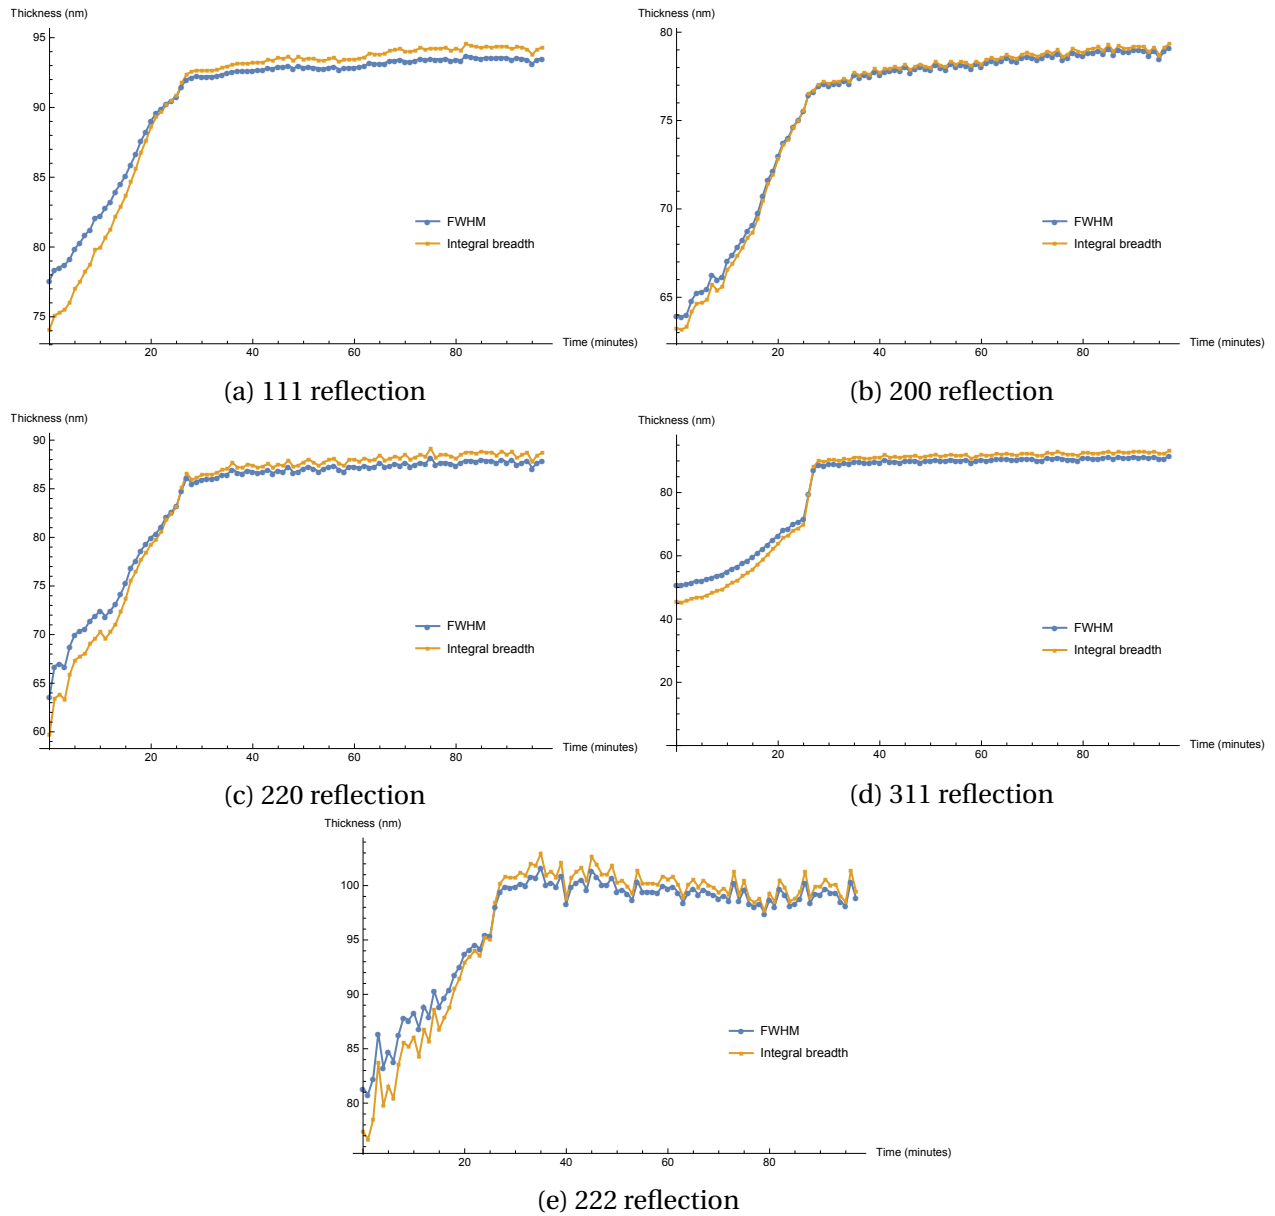 Thickness (nm)
95
90
85
80
75
20
40
60
80
Time (minutes)
FWHM
Integral breadth
(a) 111 reflection
Thickness (nm)
80
75
70
65
20
40
60
80
Time (minutes)
FWHM
Integral breadth
(b) 200 reflection
Thickness (nm)
90
85
80
75
70
65
60
20
40
60
80
Time (minutes)
FWHM
Integral breadth
(c) 220 reflection
Thickness (nm)
80
60
40
20
20
40
60
80
Time (minutes)
FWHM
Integral breadth
(d) 311 reflection
Thickness (nm)
100
95
90
85
80
20
40
60
80
Time (minutes)
FWHM
Integral breadth
(e) 222 reflection